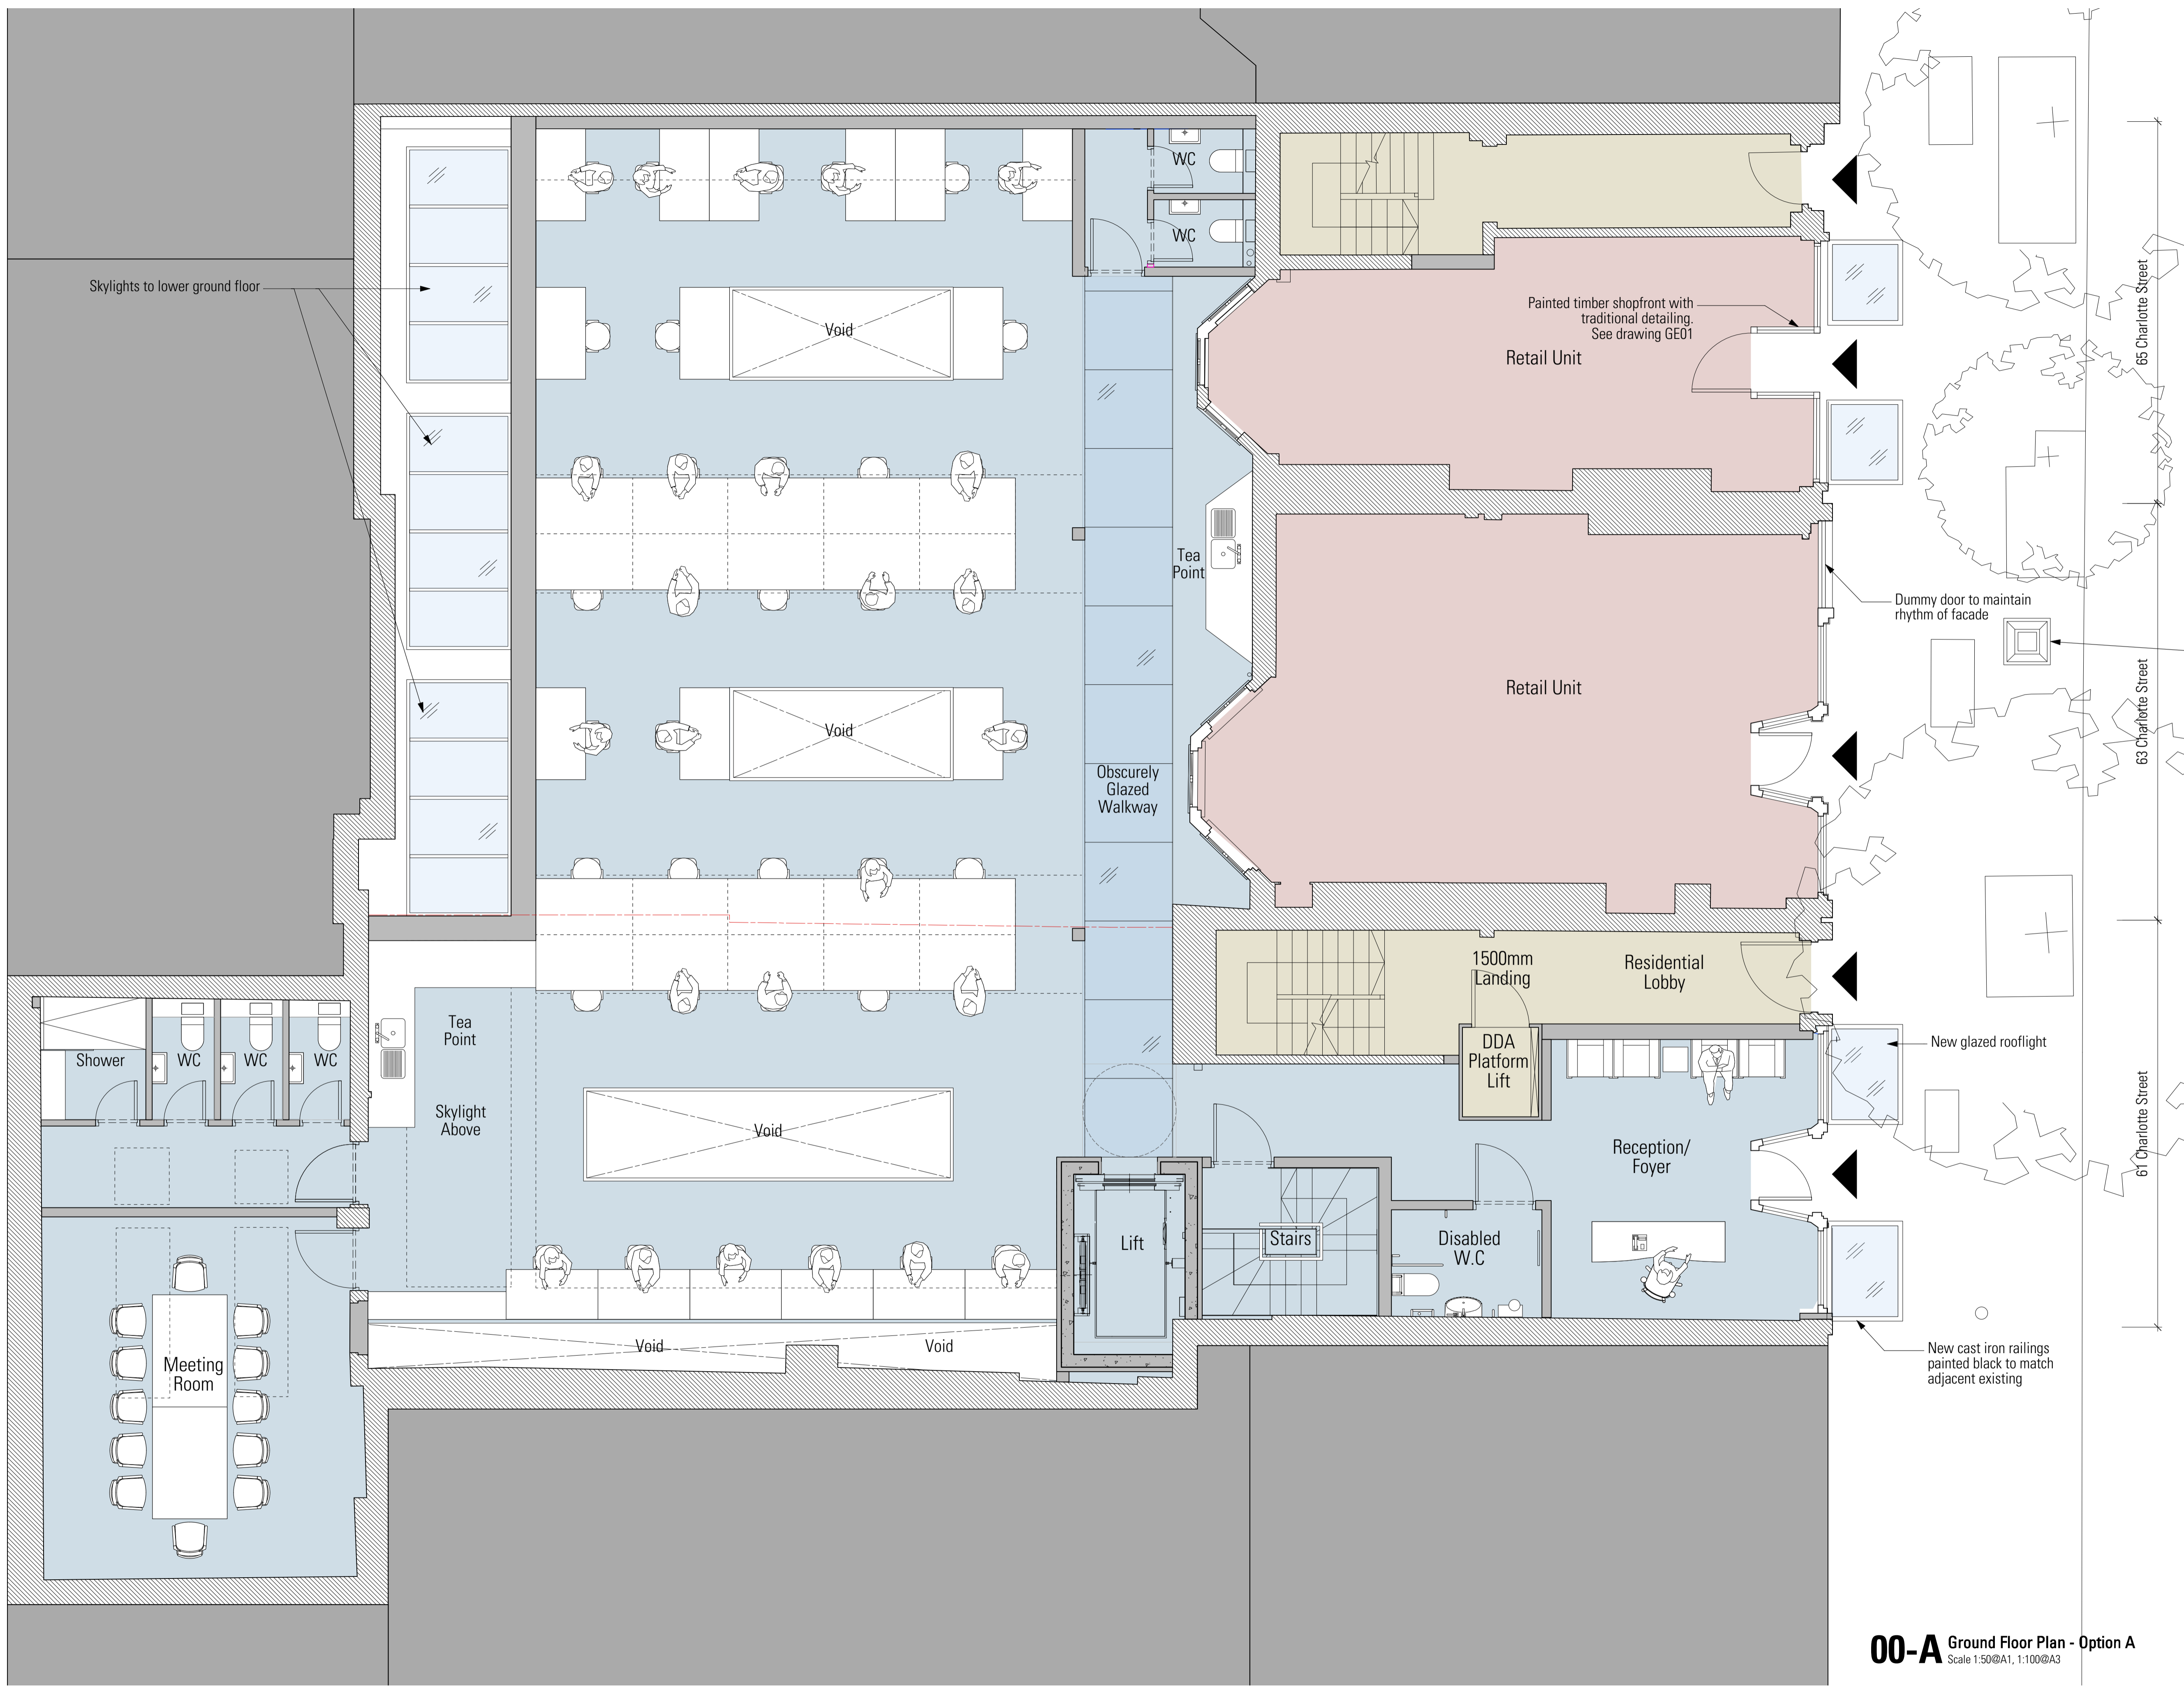 WC
WC
65 Charlotte Street
Skylights to lower ground floor
Void
Painted timber shopfront with
traditional detailing.
See drawing GE01
Retail Unit
Tea
Point
Dummy door to maintain
rhythm of facade
Retail Unit
63 Charlotte Street
Void
Obscurely
Glazed
Walkway
1500mm
Landing
Residential
Lobby
Tea
Point
Shower
WC
WC
WC
DDA
Platform
Lift
New glazed rooflight
61 Charlotte Street
Skylight
Above
Void
Reception/
Foyer
Lift
Stairs
Disabled
W.C
Void
Void
Meeting
Room
New cast iron railings
painted black to match
adjacent existing
00-A
Ground Floor Plan - Option A
Scale 1:50@A1, 1:100@A3